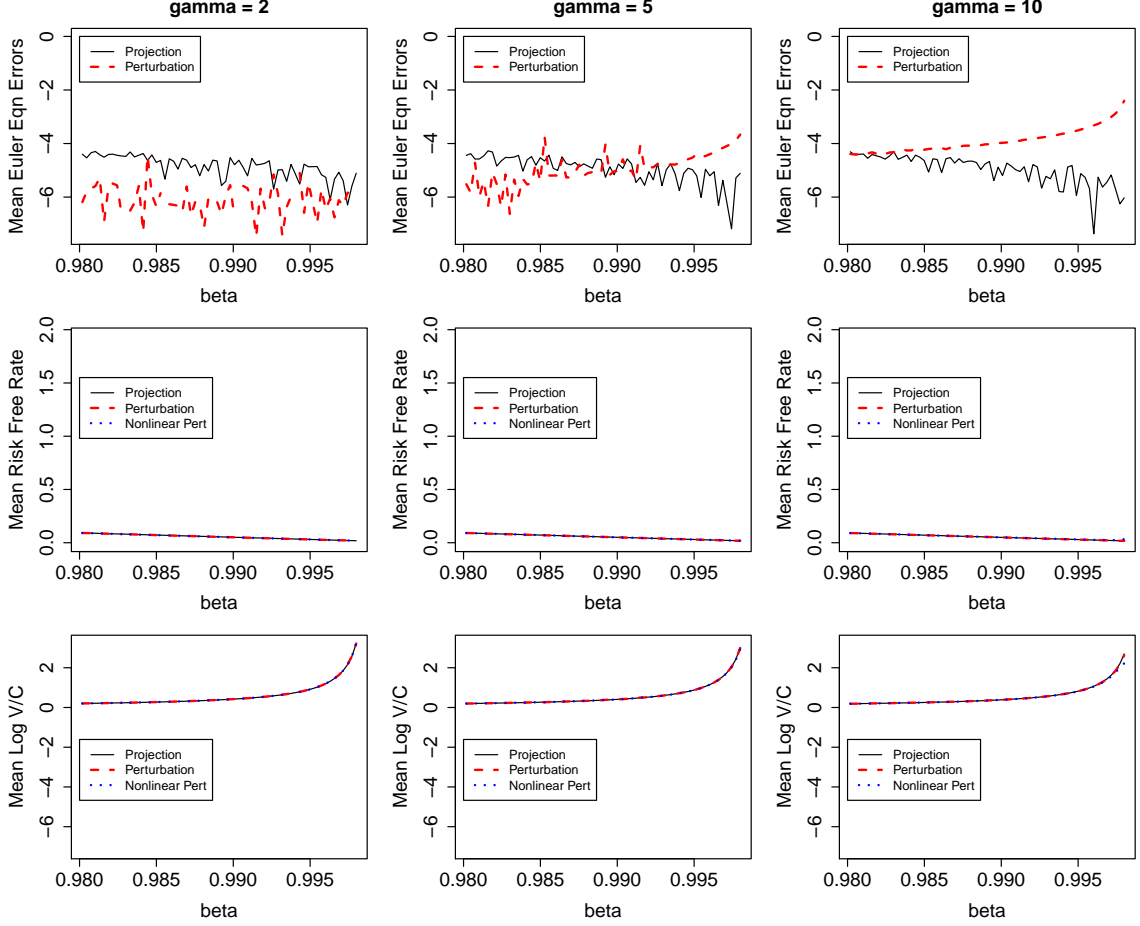 gamma = 2
Mean Euler Eqn Errors
0
−2
−4
−6
Projection
Perturbation
0.980 0.985 0.990 0.995
beta
gamma = 5
Mean Euler Eqn Errors
0
−2
−4
−6
Projection
Perturbation
0.980 0.985 0.990 0.995
beta
gamma = 10
Mean Euler Eqn Errors
0
−2
−4
−6
Projection
Perturbation
0.980 0.985 0.990 0.995
beta
Mean Risk Free Rate
2.0
1.5
1.0
0.5
0.0
Projection
Perturbation
Nonlinear Pert
0.980 0.985 0.990 0.995
beta
Mean Risk Free Rate
2.0
1.5
1.0
0.5
0.0
Projection
Perturbation
Nonlinear Pert
0.980 0.985 0.990 0.995
beta
Mean Risk Free Rate
2.0
1.5
1.0
0.5
0.0
Projection
Perturbation
Nonlinear Pert
0.980 0.985 0.990 0.995
beta
Mean Log V/C
2
0
−2
−4
−6
Projection
Perturbation
Nonlinear Pert
0.980 0.985 0.990 0.995
beta
Mean Log V/C
2
0
−2
−4
−6
Projection
Perturbation
Nonlinear Pert
0.980 0.985 0.990 0.995
beta
Mean Log V/C
2
0
−2
−4
−6
Projection
Perturbation
Nonlinear Pert
0.980 0.985 0.990 0.995
beta